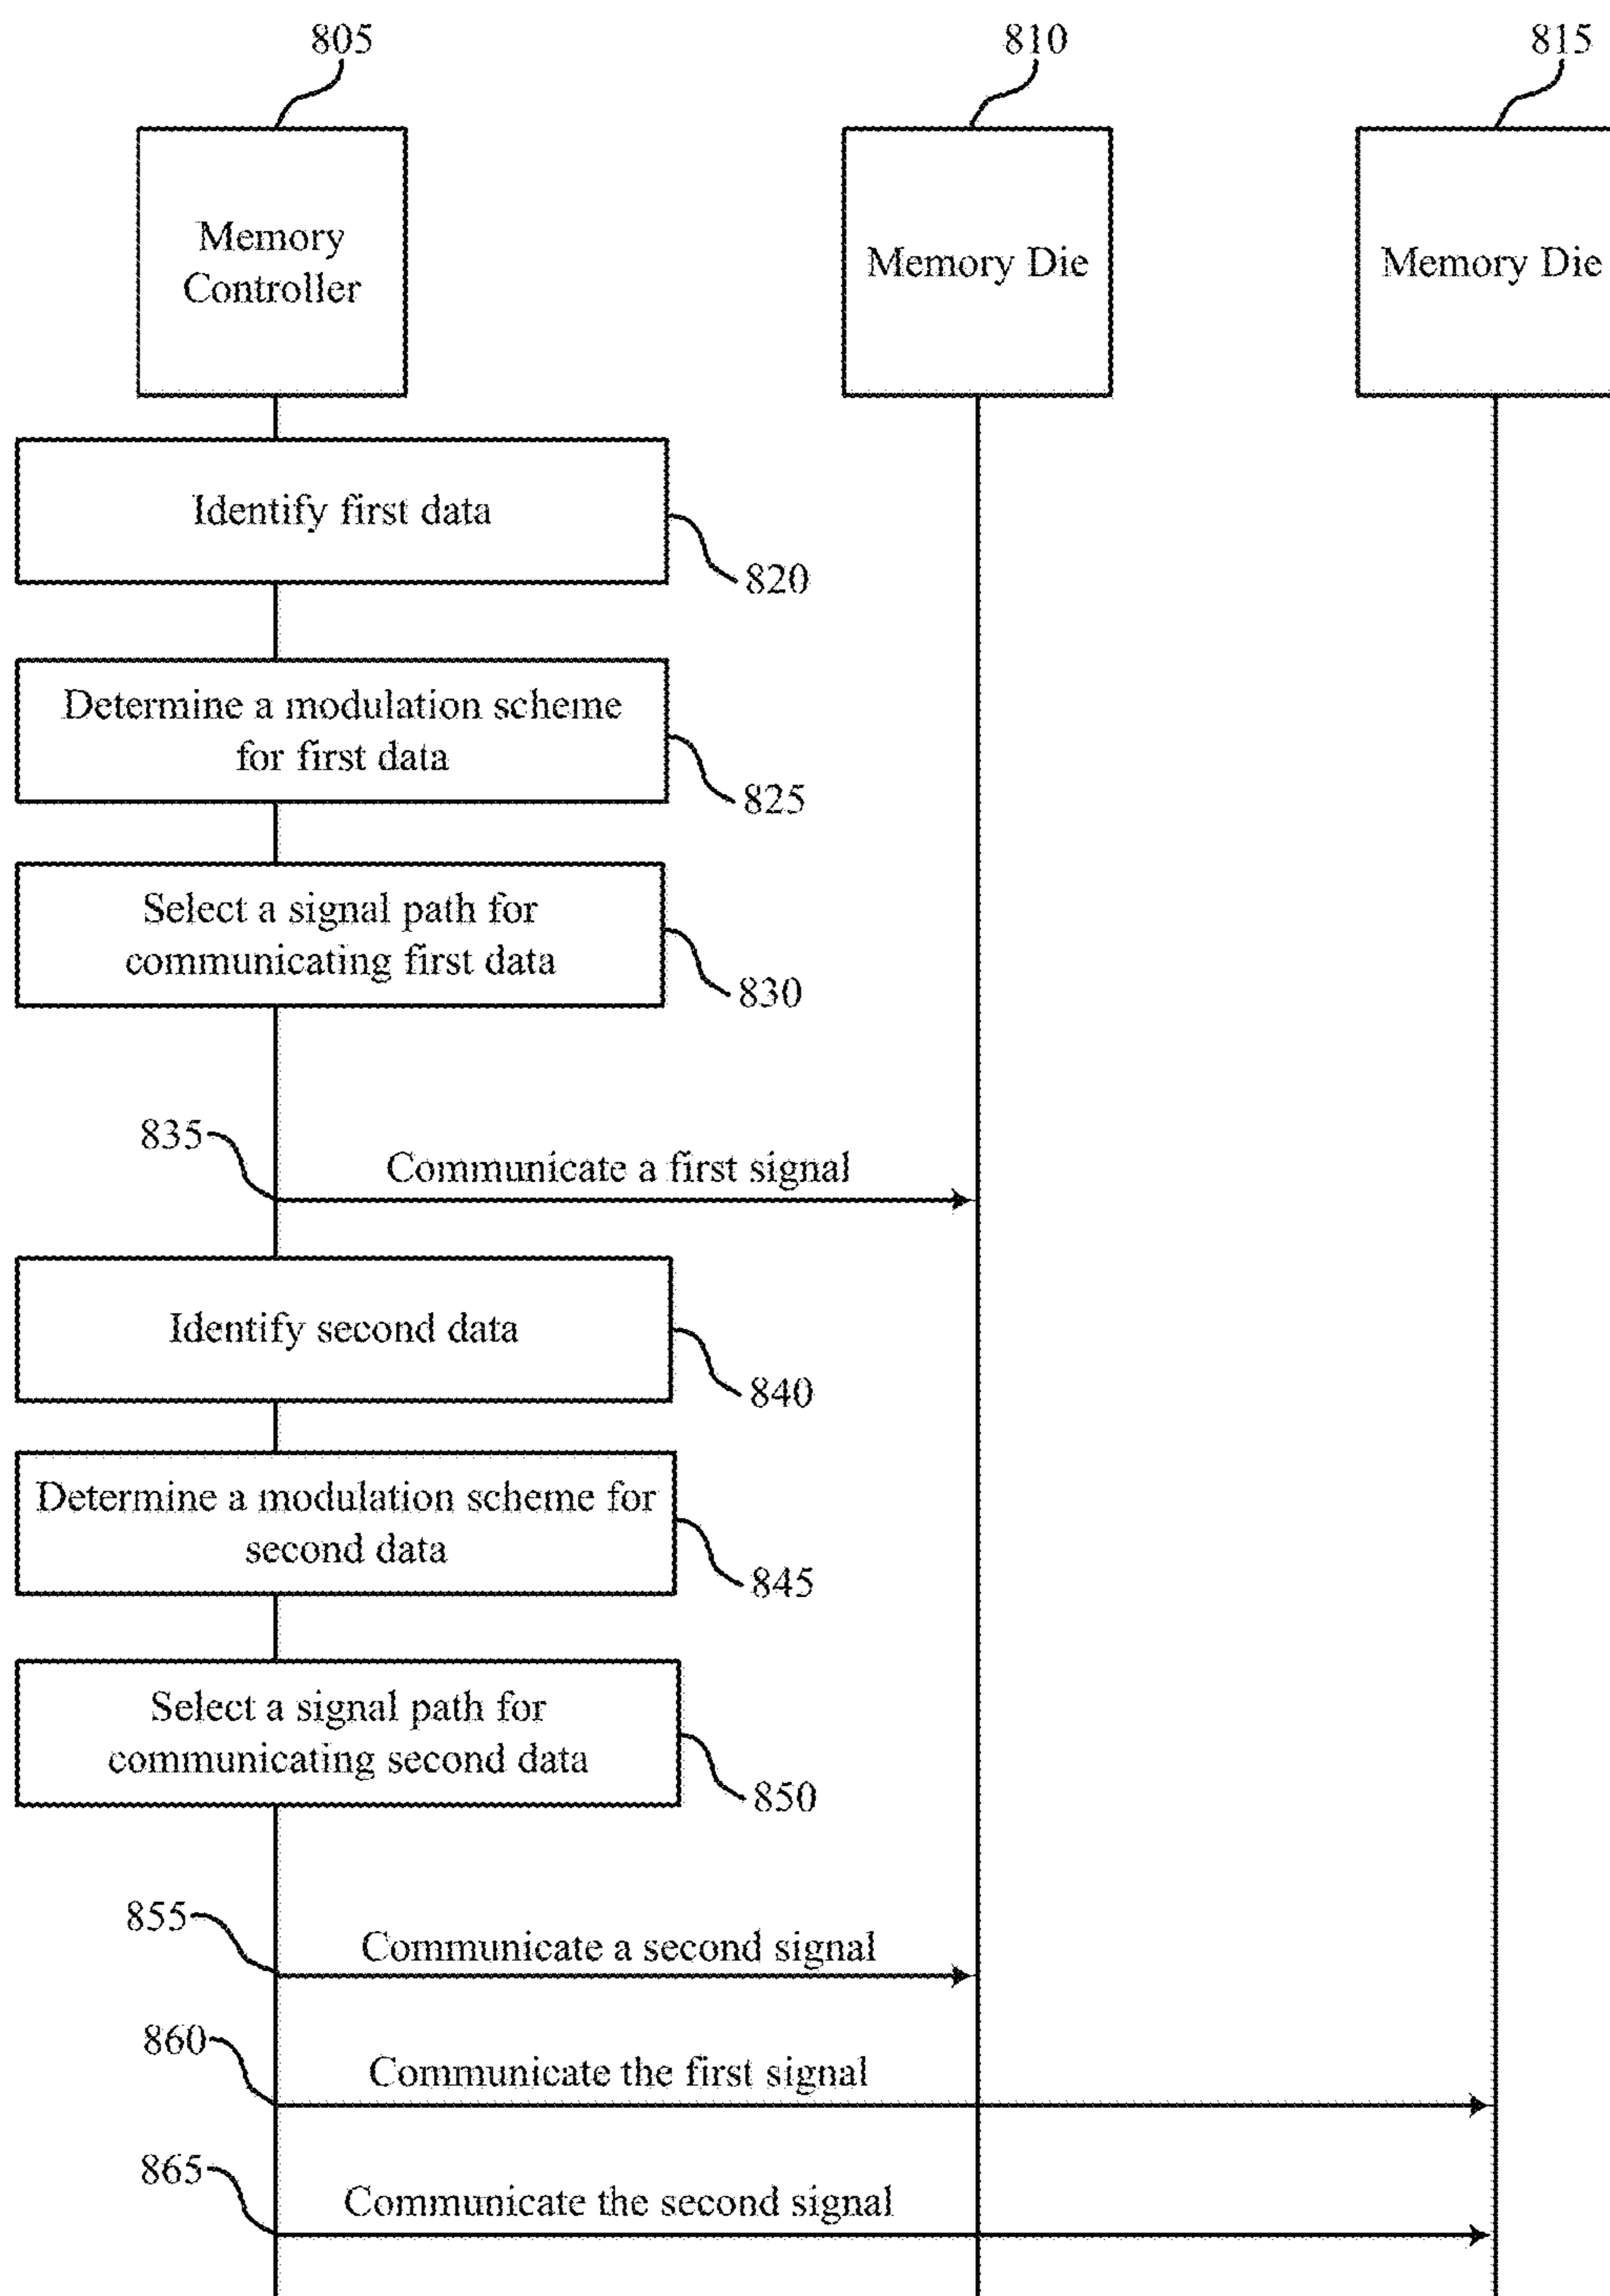 805
810
815
Memory
Controller
Memory Die
Memory Die
Identify first data
820
Determine a modulation scheme
for first data
825
Select a signal path for
communicating first data
830
835
Communicate a first signal
Identify second data
840
Determine a modulation scheme for
second data
845
Select a signal path for
communicating second data
850
855
Communicate a second signal
860
Communicate the first signal
865
Communicate the second signal